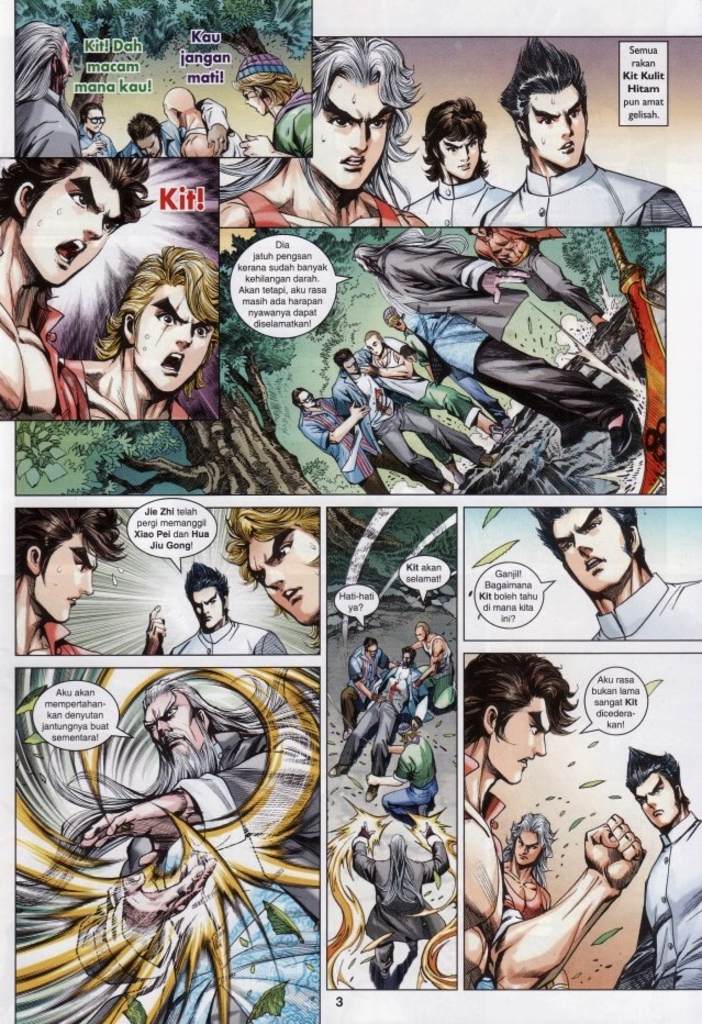 Kit! Dah
macam
mana kau!
Kau
jangan
mati!
Semua
rakan
Kit Kulit
Hitam
pun amat
gelisah.
Kit!
Dia
jatuh pengsan
kerana sudah banyak
kehilangan darah.
Akan tetapi, aku rasa
masih ada harapan
nyawanya dapat
diselamatkan!
Jie Zhi telah
pergi memanggil
Xiao Pei dan Hua
Jiu Gong!
Kit akan
selamat!
Hati-hati
ya?
Ganjil!
Bagaimana
Kit boleh tahu
di mana kita
ini?
Aku akan
mempertahan-
kan denyutan
jantungnya buat
sementara!
Aku rasa
bukan lama
sangat Kit
dicedera-
kan!
3